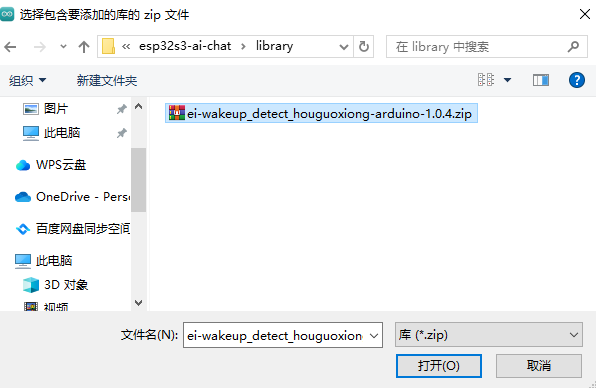 选择包含要添加的库的 zip 文件
« esp32s3-ai-chat › library
在 library 中搜索
组织
新建文件夹
图片
此电脑
WPS云盘
OneDrive - Perso
百度网盘同步空间
此电脑
3D 对象
视频
ei-wakeup_detect_houguoxiong-arduino-1.0.4.zip
文件名(N):
ei-wakeup_detect_houguoxion
库 (*.zip)
打开(O)
取消